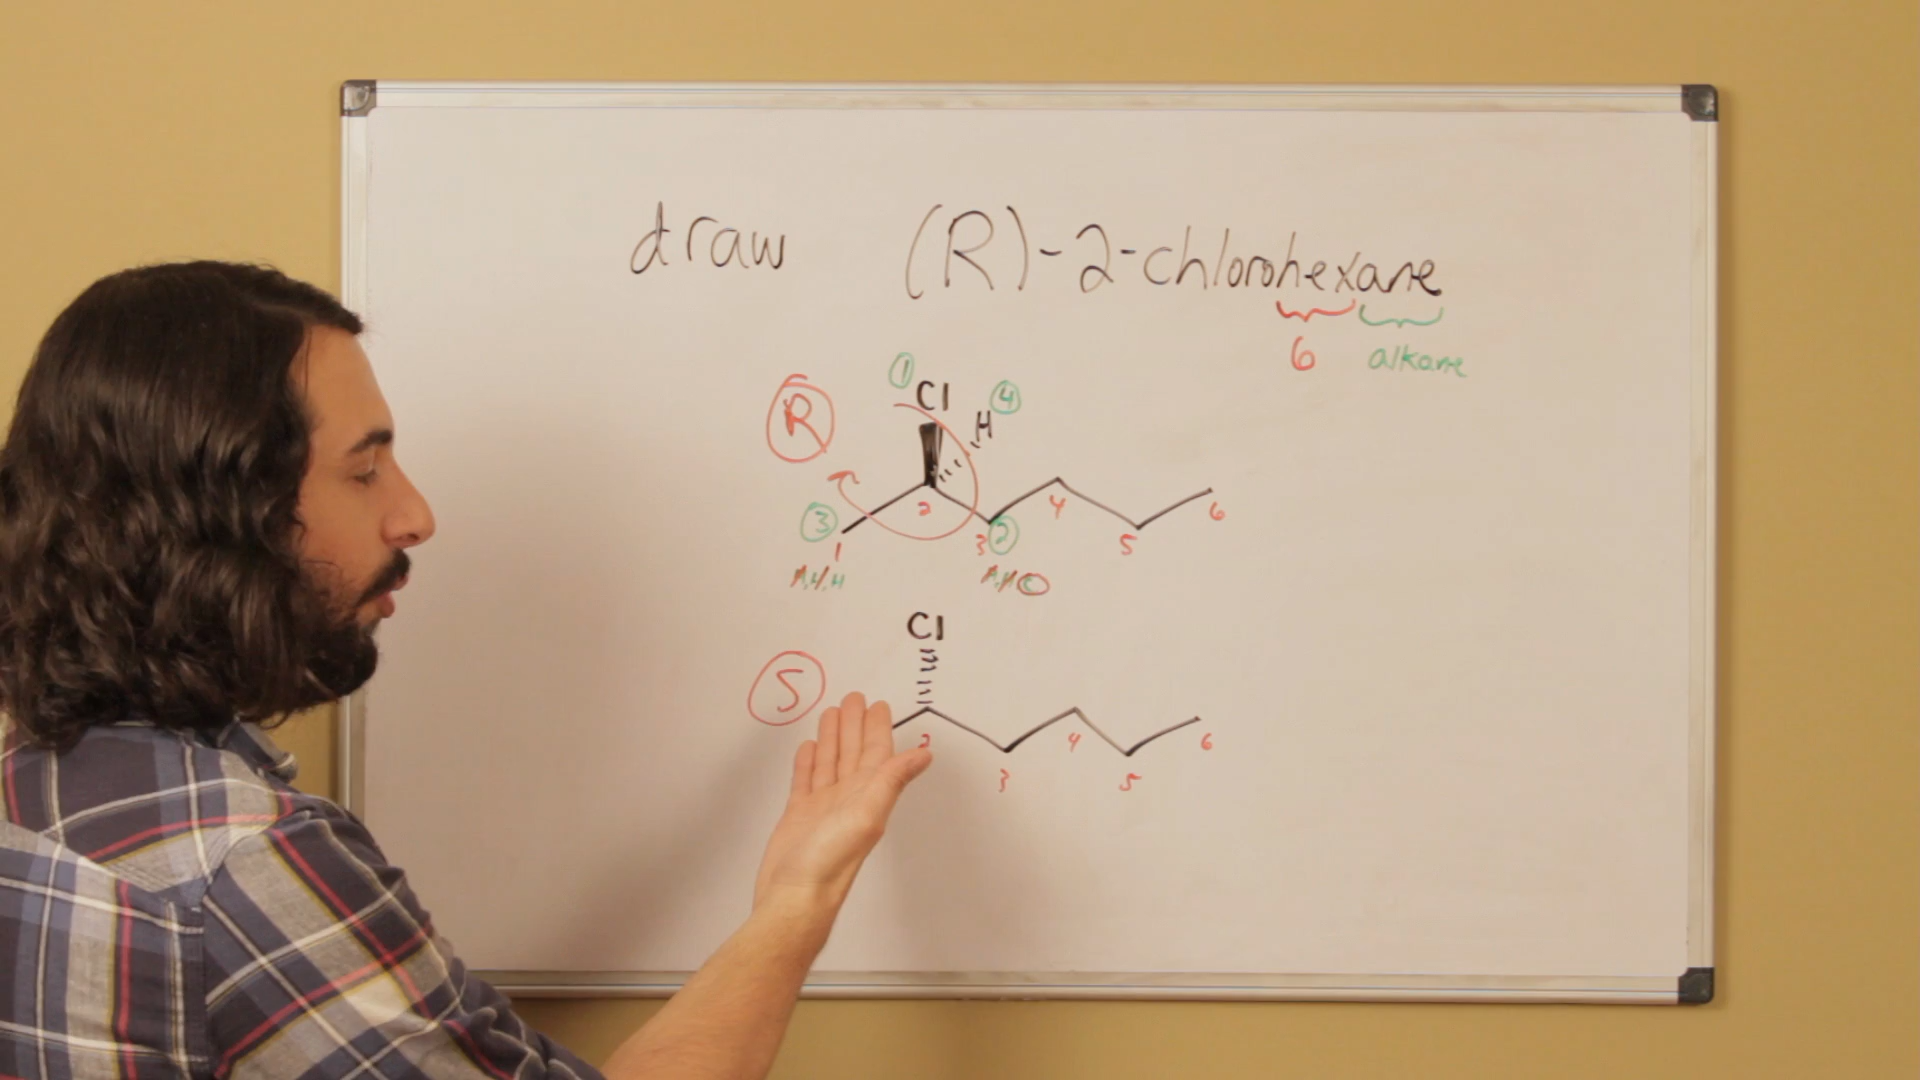 draw (R)-2-chlorohexane
6 alkane
1 Cl H 4
R
3 2 3 2 4 5 6
1
H,H,H H,H,C
Cl
S
2 3 4 5 6